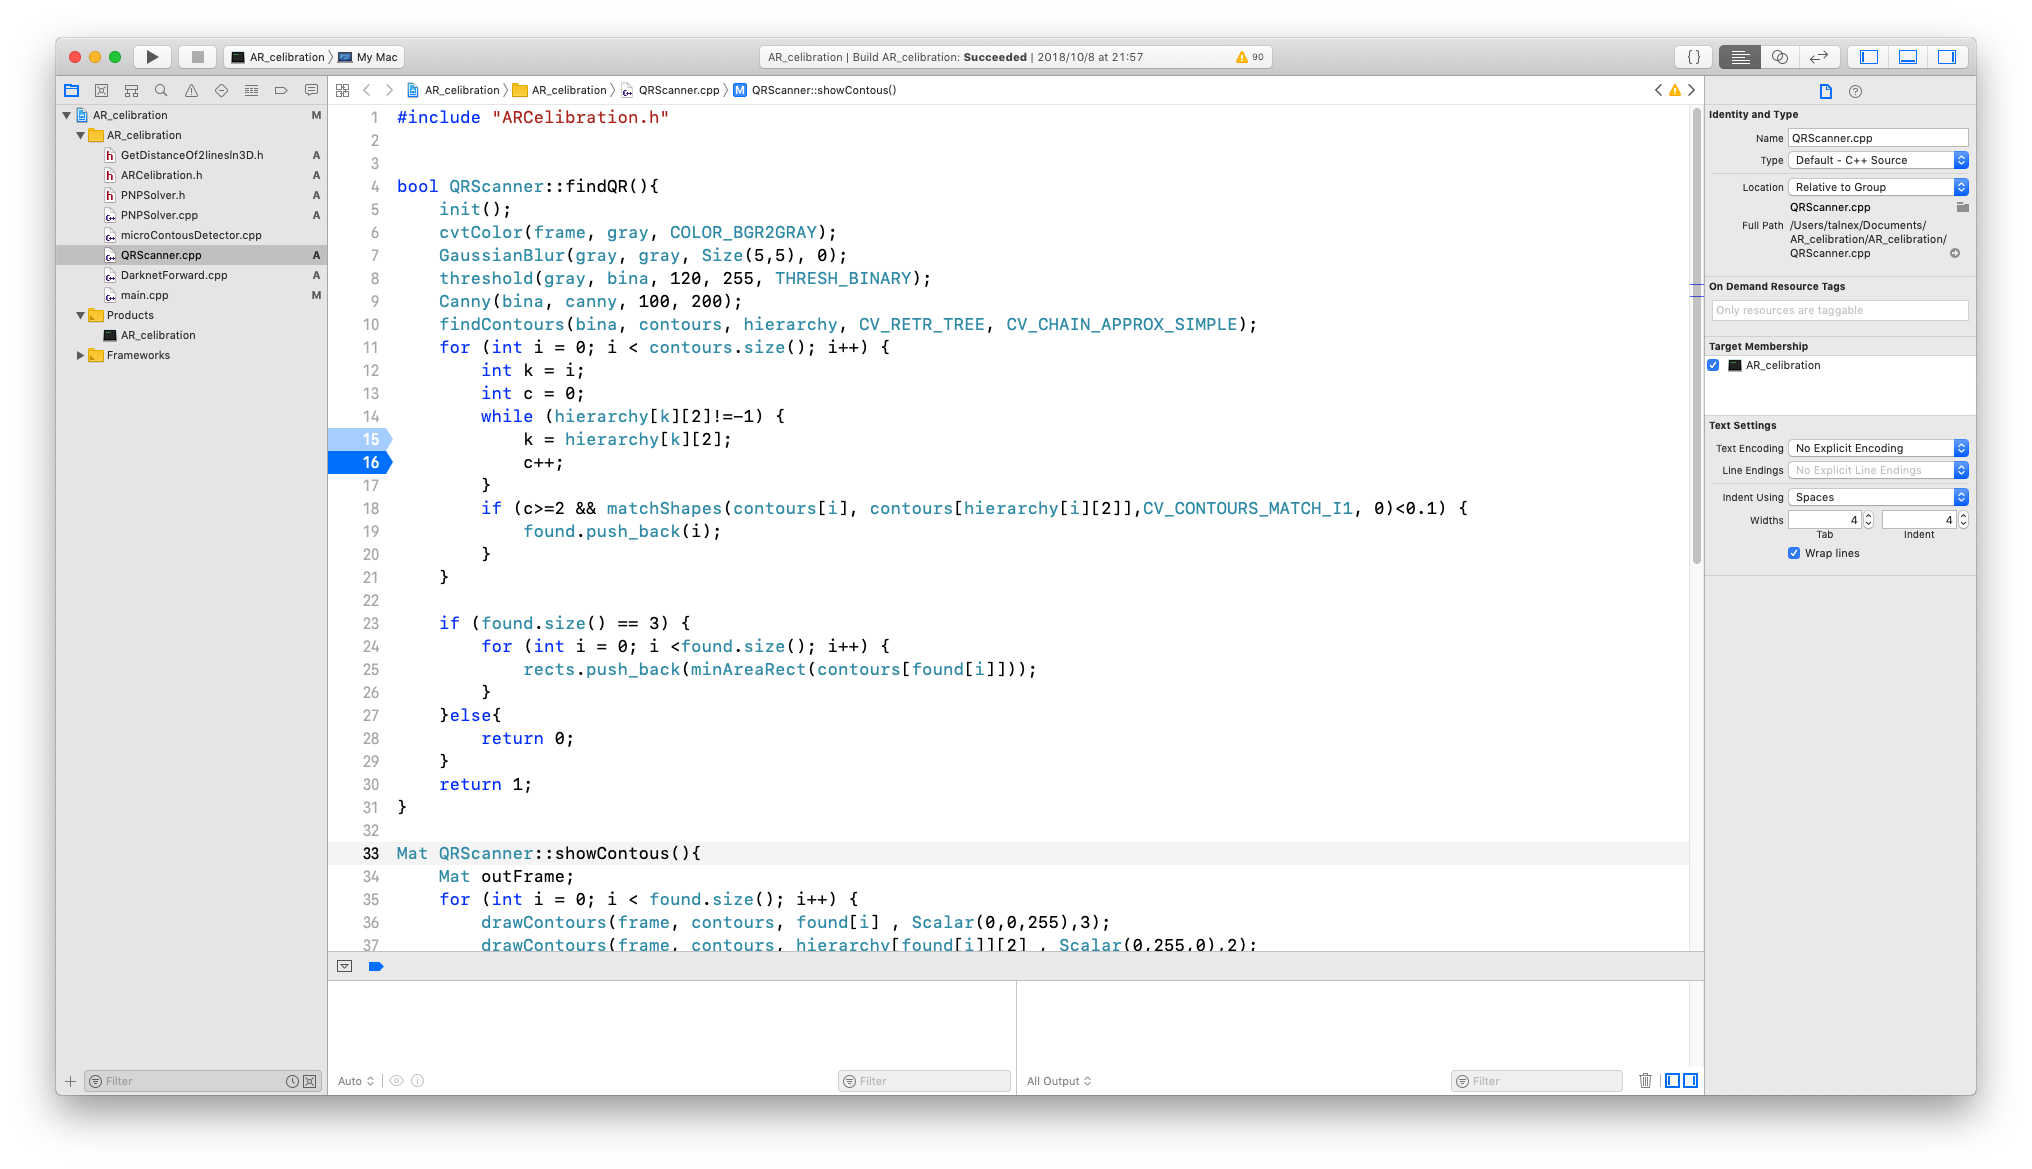 AR_celibration 〉 My Mac
AR_celibration | Build AR_celibration: Succeeded | 2018/10/8 at 21:57
90
{ }
AR_celibration M
AR_celibration
GetDistanceOf2linesIn3D.h A
ARCelibration.h A
PNPSolver.h A
PNPSolver.cpp A
microContousDetector.cpp
QRScanner.cpp A
DarknetForward.cpp A
main.cpp M
Products
AR_celibration
Frameworks
Filter
AR_celibration 〉 AR_celibration 〉 QRScanner.cpp 〉 M QRScanner::showContous()
1 #include "ARCelibration.h"
2
3
4 bool QRScanner::findQR(){
5     init();
6     cvtColor(frame, gray, COLOR_BGR2GRAY);
7     GaussianBlur(gray, gray, Size(5,5), 0);
8     threshold(gray, bina, 120, 255, THRESH_BINARY);
9     Canny(bina, canny, 100, 200);
10     findContours(bina, contours, hierarchy, CV_RETR_TREE, CV_CHAIN_APPROX_SIMPLE);
11     for (int i = 0; i < contours.size(); i++) {
12         int k = i;
13         int c = 0;
14         while (hierarchy[k][2]!=-1) {
15             k = hierarchy[k][2];
16             c++;
17         }
18         if (c>=2 && matchShapes(contours[i], contours[hierarchy[i][2]],CV_CONTOURS_MATCH_I1, 0)<0.1) {
19             found.push_back(i);
20         }
21     }
22
23     if (found.size() == 3) {
24         for (int i = 0; i <found.size(); i++) {
25             rects.push_back(minAreaRect(contours[found[i]]));
26         }
27     }else{
28         return 0;
29     }
30     return 1;
31 }
32
33 Mat QRScanner::showContous(){
34     Mat outFrame;
35     for (int i = 0; i < found.size(); i++) {
36         drawContours(frame, contours, found[i] , Scalar(0,0,255),3);
37         drawContours(frame, contours, hierarchy[found[i]][2] , Scalar(0,255,0),2);
Auto
Filter
All Output
Filter
Identity and Type
Name QRScanner.cpp
Type Default - C++ Source
Location Relative to Group
QRScanner.cpp
Full Path /Users/talnex/Documents/
AR_celibration/AR_celibration/
QRScanner.cpp
On Demand Resource Tags
Only resources are taggable
Target Membership
AR_celibration
Text Settings
Text Encoding No Explicit Encoding
Line Endings No Explicit Line Endings
Indent Using Spaces
Widths 4 4
Tab Indent
Wrap lines